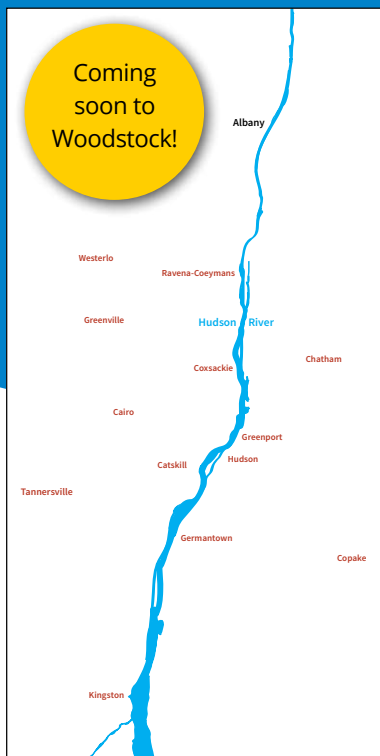 Coming
soon to
Woodstock!
Albany
Westerlo
Ravena-Coeymans
Greenville
Hudson River
Chatham
Coxsackie
Cairo
Greenport
Hudson
Catskill
Tannersville
Germantown
Copake
Kingston